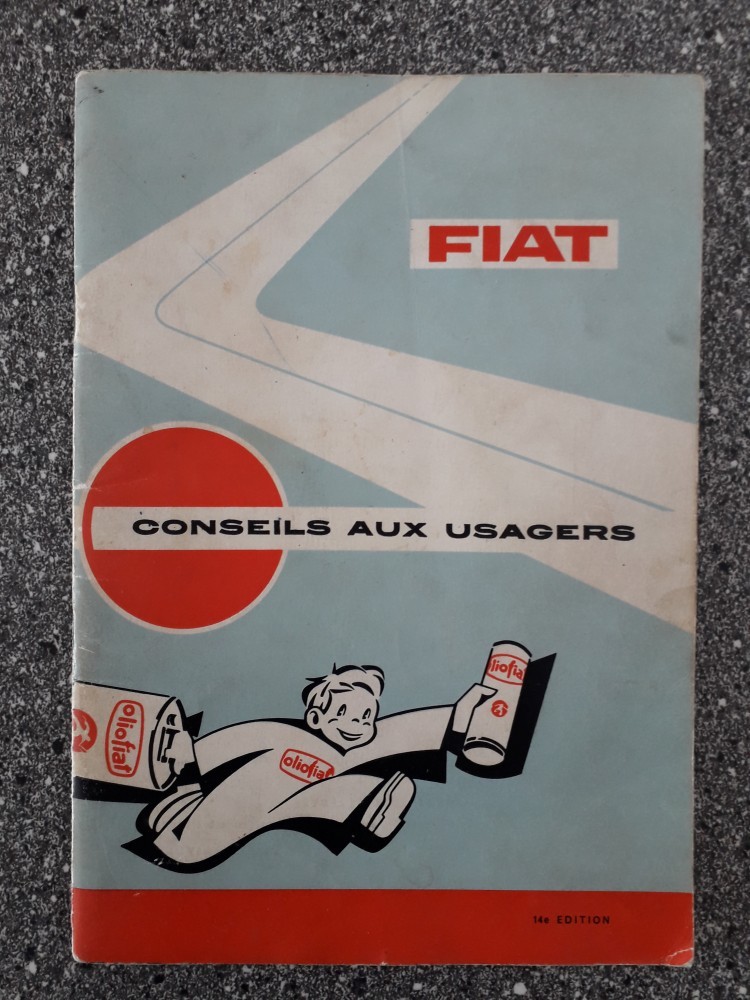 FIAT
CONSEILS AUX USAGERS
oliofiat
oliofiat
oliofiat
14e EDITION